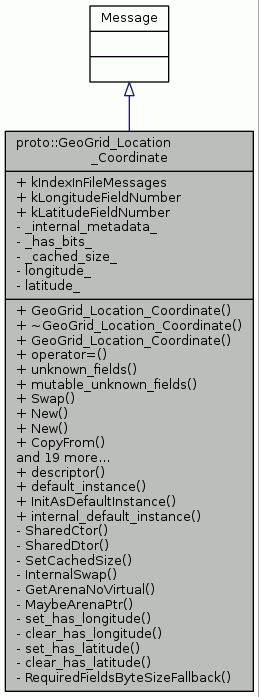 Message
proto::GeoGrid_Location
_Coordinate
+ kIndexInFileMessages
+ kLongitudeFieldNumber
+ kLatitudeFieldNumber
- _internal_metadata_
- _has_bits_
- _cached_size_
- longitude_
- latitude_
+ GeoGrid_Location_Coordinate()
+ ~GeoGrid_Location_Coordinate()
+ GeoGrid_Location_Coordinate()
+ operator=()
+ unknown_fields()
+ mutable_unknown_fields()
+ Swap()
+ New()
+ New()
+ CopyFrom()
and 19 more...
+ descriptor()
+ default_instance()
+ InitAsDefaultInstance()
+ internal_default_instance()
- SharedCtor()
- SharedDtor()
- SetCachedSize()
- InternalSwap()
- GetArenaNoVirtual()
- MaybeArenaPtr()
- set_has_longitude()
- clear_has_longitude()
- set_has_latitude()
- clear_has_latitude()
- RequiredFieldsByteSizeFallback()